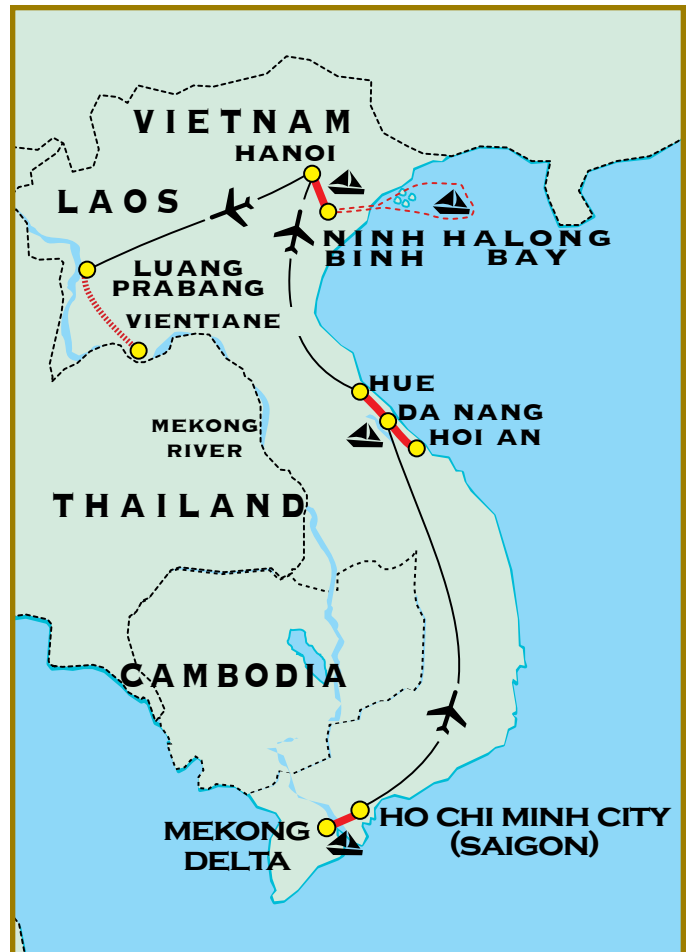 VIETNAM
HANOI
LAOS
NINH
BINH
HALONG
BAY
LUANG
PRABANG
VIENTIANE
HUE
DA NANG
HOI AN
MEKONG
RIVER
THAILAND
CAMBODIA
HO CHI MINH CITY
(SAIGON)
MEKONG
DELTA